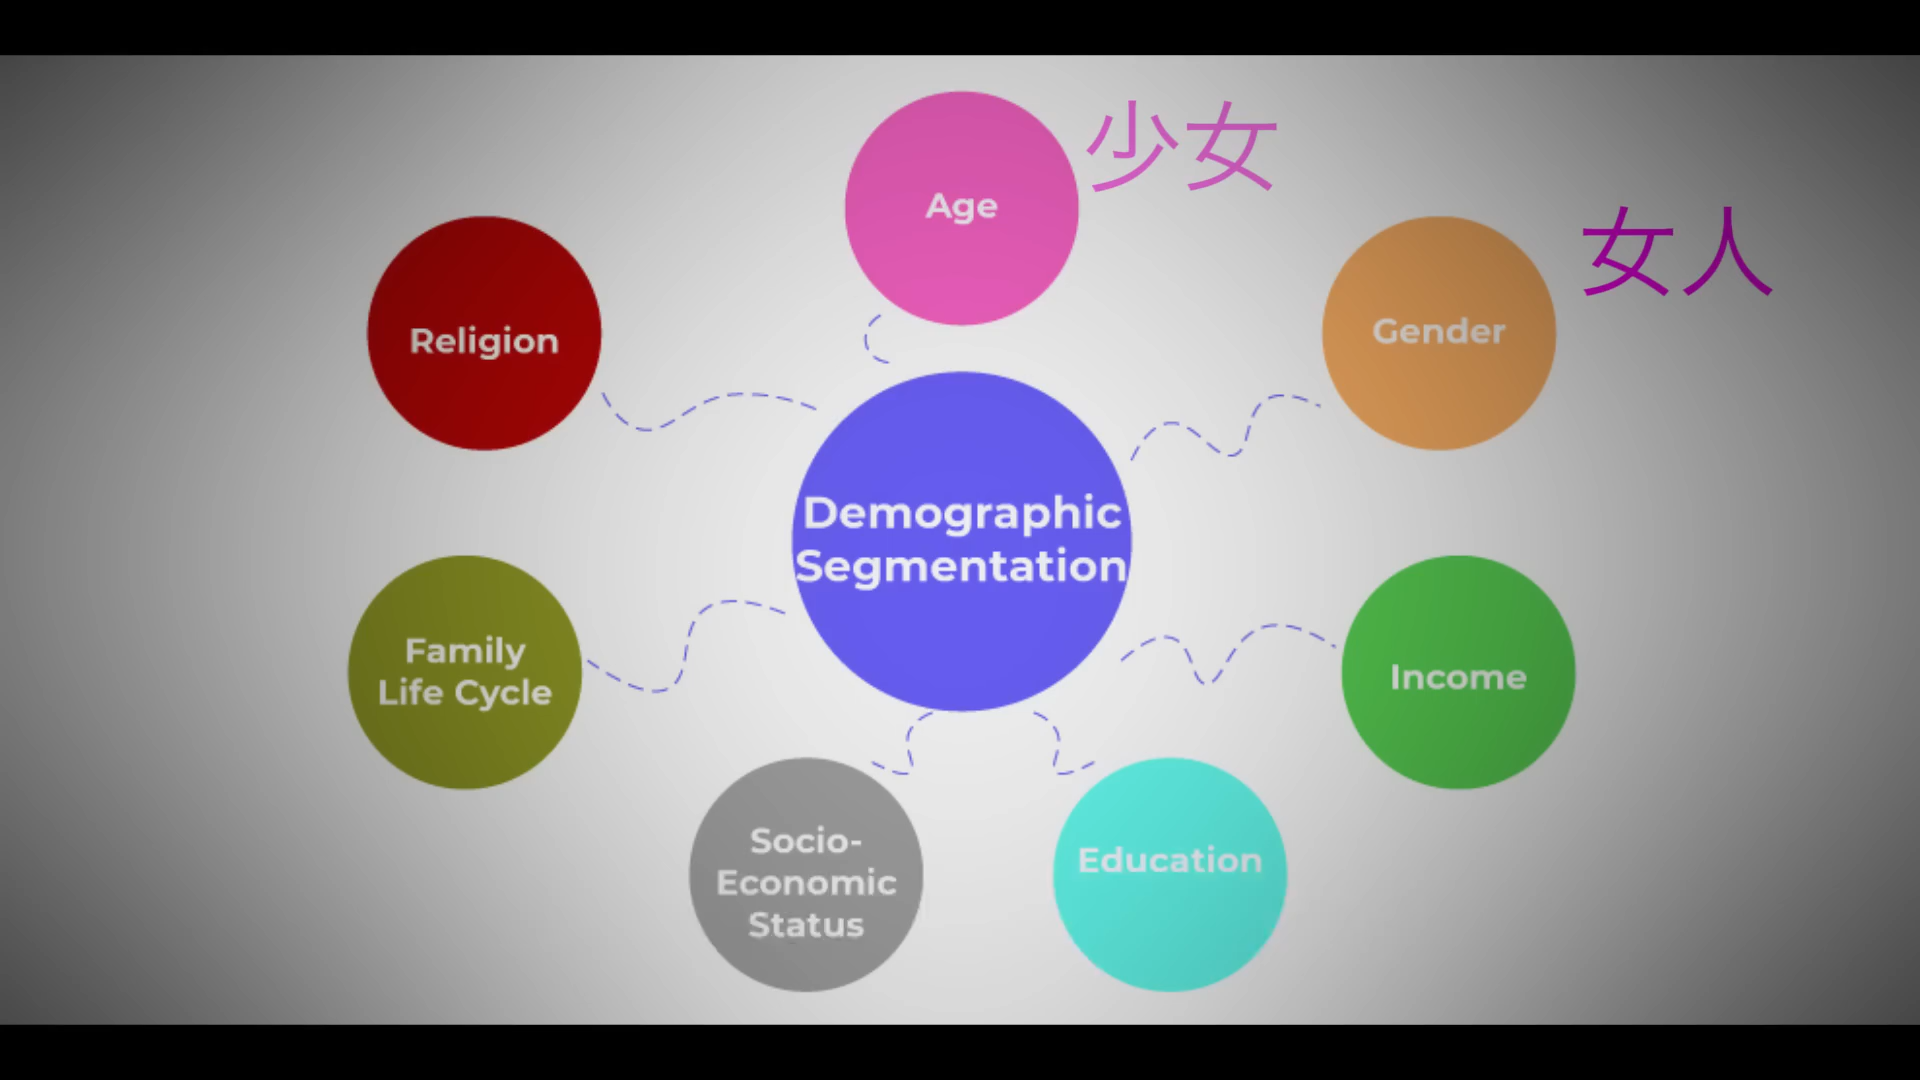 Age
少女
女人
Religion
Gender
Demographic
Segmentation
Family
Life Cycle
Income
Socio-
Economic
Status
Education